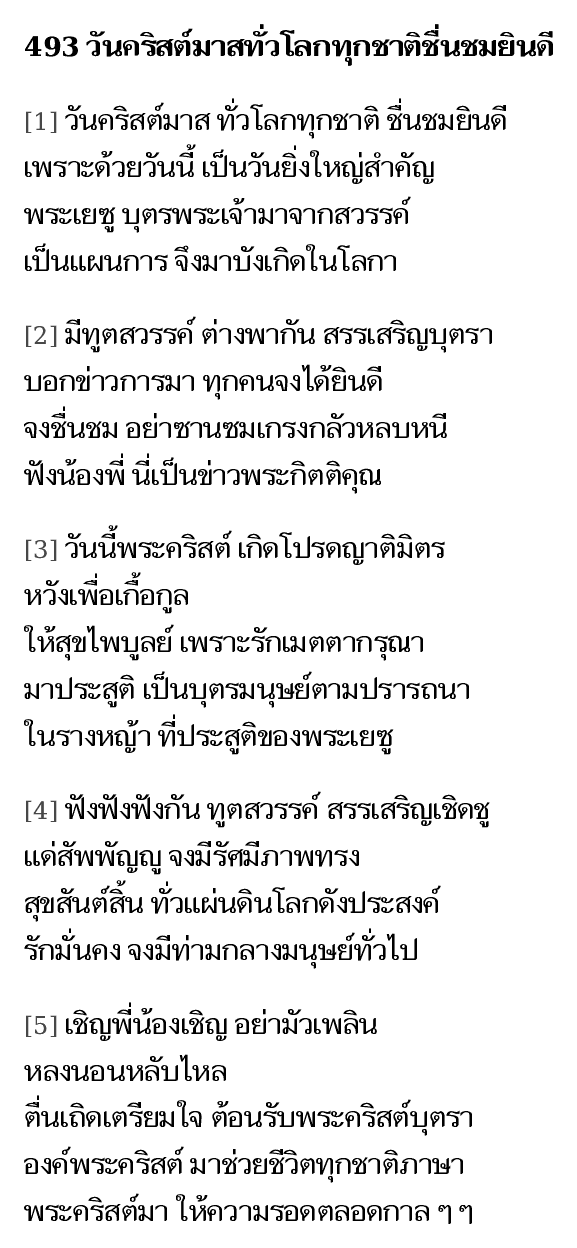 493 วันคริสต์มาสทั่วโลกทุกชาติชื่นชมยินดี
[1] วันคริสต์มาส ทั่วโลกทุกชาติ ชื่นชมยินดี
เพราะด้วยวันนี้ เป็นวันยิ่งใหญ่สำคัญ
พระเยซู บุตรพระเจ้ามาจากสวรรค์
เป็นแผนการ จึงมาบังเกิดในโลกา
[2] มีทูตสวรรค์ ต่างพากัน สรรเสริญบุตรา
บอกข่าวการมา ทุกคนจงได้ยินดี
จงชื่นชม อย่าซานซมเกรงกลัวหลบหนี
ฟังน้องพี่ นี่เป็นข่าวพระกิตติคุณ
[3] วันนี้พระคริสต์ เกิดโปรดญาติมิตร
หวังเพื่อเกื้อกูล
ให้สุขไพบูลย์ เพราะรักเมตตากรุณา
มาประสูติ เป็นบุตรมนุษย์ตามปรารถนา
ในรางหญ้า ที่ประสูติของพระเยซู
[4] ฟังฟังฟังกัน ทูตสวรรค์ สรรเสริญเชิดชู
แด่สัพพัญญู จงมีรัศมีภาพทรง
สุขสันต์สิ้น ทั่วแผ่นดินโลกดังประสงค์
รักมั่นคง จงมีท่ามกลางมนุษย์ทั่วไป
[5] เชิญพี่น้องเชิญ อย่ามัวเพลิน
หลงนอนหลับไหล
ตื่นเถิดเตรียมใจ ต้อนรับพระคริสต์บุตรา
องค์พระคริสต์ มาช่วยชีวิตทุกชาติภาษา
พระคริสต์มา ให้ความรอดตลอดกาล ๆ ๆ